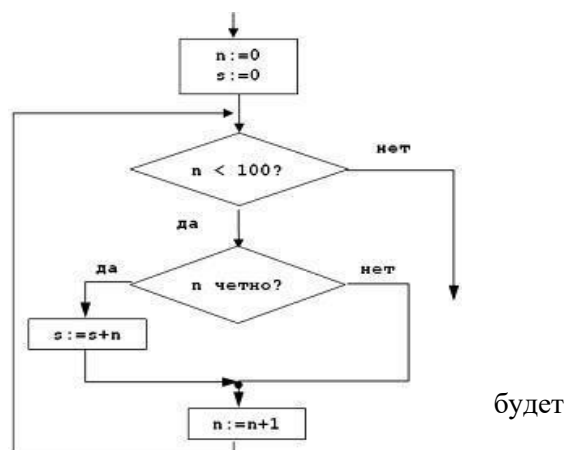 n:=0
s:=0
нет
n < 100?
да
да
нет
n четно?
s:=s+n
n:=n+1
будет